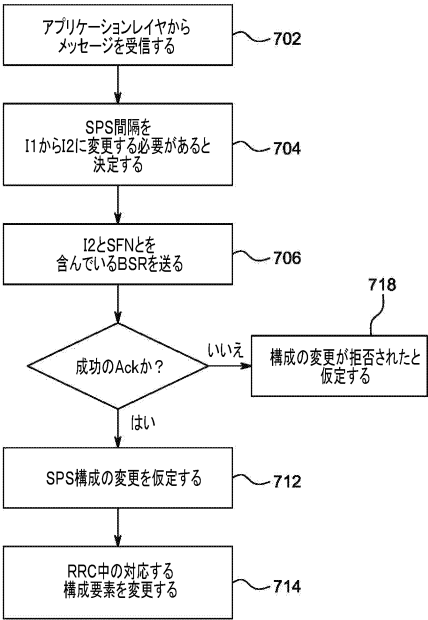 アプリケーションレイヤから
メッセージを受信する
702
SPS間隔を
I1からI2に変更する必要があると
決定する
704
I2とSFNとを
含んでいるBSRを送る
706
718
成功のAckか？
いいえ
構成の変更が拒否されたと
仮定する
はい
SPS構成の変更を仮定する
712
RRC中の対応する
構成要素を変更する
714